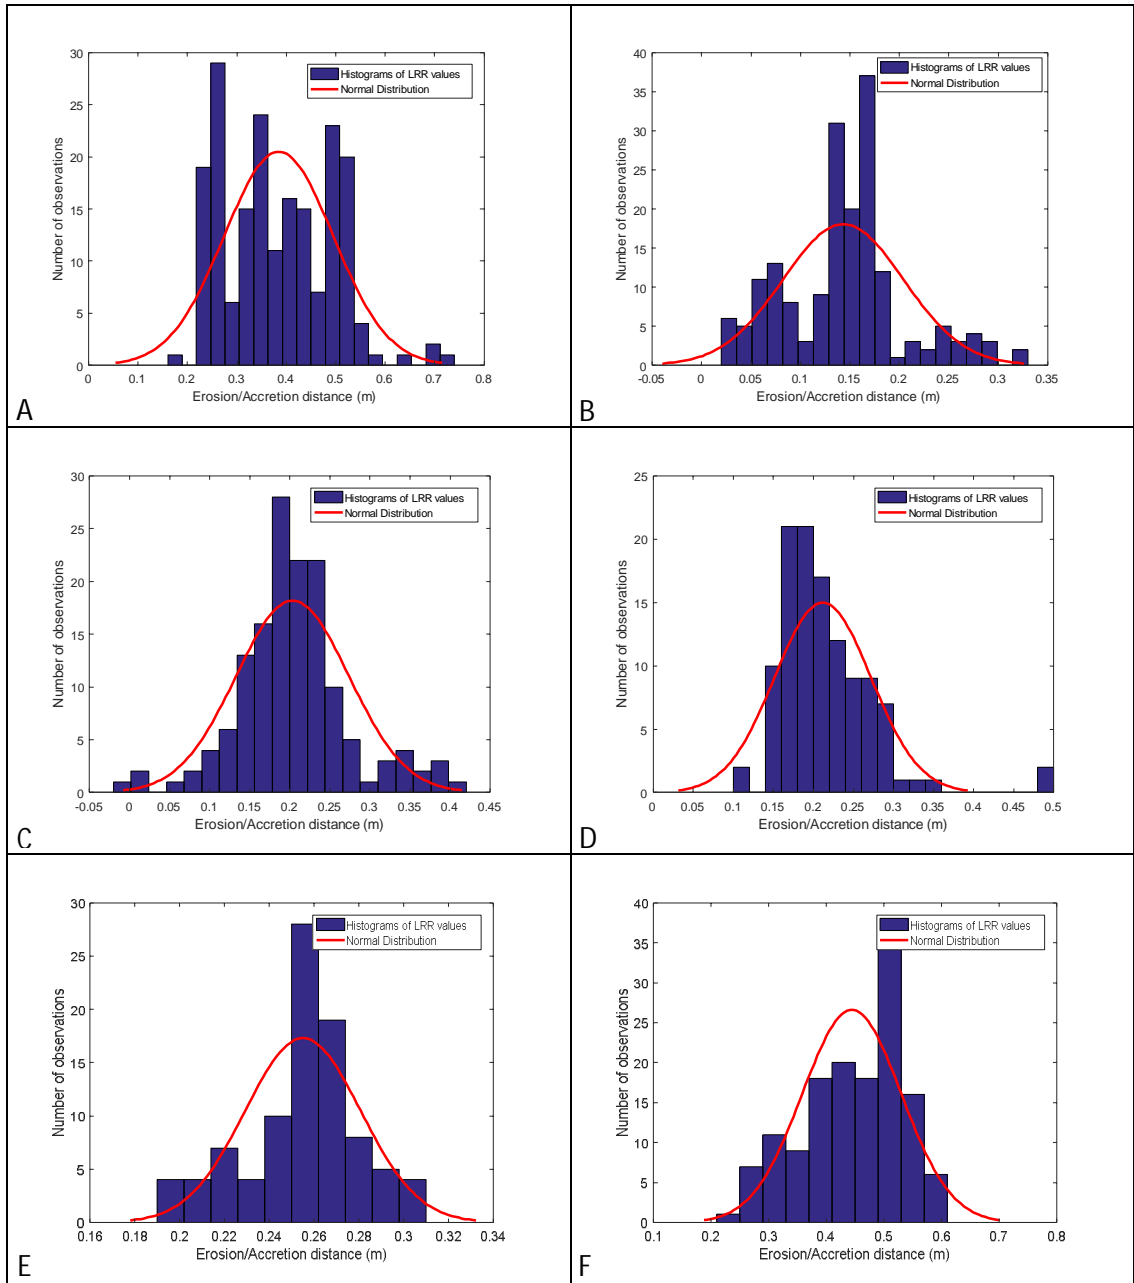 30
25
20
15
10
5
0
Number of observations
Histograms of LRR values
Normal Distribution
0 0.1 0.2 0.3 0.4 0.5 0.6 0.7 0.8
Erosion/Accretion distance (m)
A
40
35
30
25
20
15
10
5
0
Number of observations
Histograms of LRR values
Normal Distribution
-0.05 0 0.05 0.1 0.15 0.2 0.25 0.3 0.35
Erosion/Accretion distance (m)
B
30
25
20
15
10
5
0
Number of observations
Histograms of LRR values
Normal Distribution
-0.05 0 0.05 0.1 0.15 0.2 0.25 0.3 0.35 0.4 0.45
Erosion/Accretion distance (m)
C
25
20
15
10
5
0
Number of observations
Histograms of LRR values
Normal Distribution
0 0.05 0.1 0.15 0.2 0.25 0.3 0.35 0.4 0.45 0.5
Erosion/Accretion distance (m)
D
30
25
20
15
10
5
0
Number of observations
Histograms of LRR values
Normal Distribution
0.16 0.18 0.2 0.22 0.24 0.26 0.28 0.3 0.32 0.34
Erosion/Accretion distance (m)
E
40
35
30
25
20
15
10
5
0
Number of observations
Histograms of LRR values
Normal Distribution
0.1 0.2 0.3 0.4 0.5 0.6 0.7 0.8
Erosion/Accretion distance (m)
F